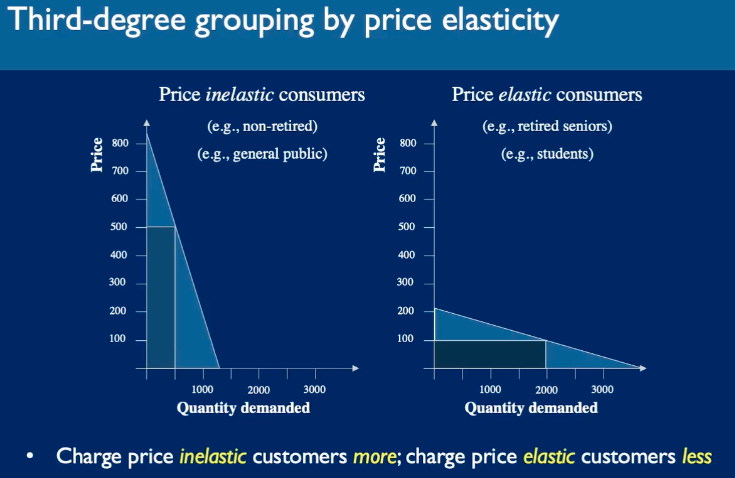 Third-degree grouping by price elasticity
Price inelastic consumers
(e.g., non-retired)
(e.g., general public)
Price
800
700
600
500
400
300
200
100
1000 2000 3000
Quantity demanded
Price elastic consumers
(e.g., retired seniors)
(e.g., students)
Price
800
700
600
500
400
300
200
100
1000 2000 3000
Quantity demanded
• Charge price inelastic customers more; charge price elastic customers less